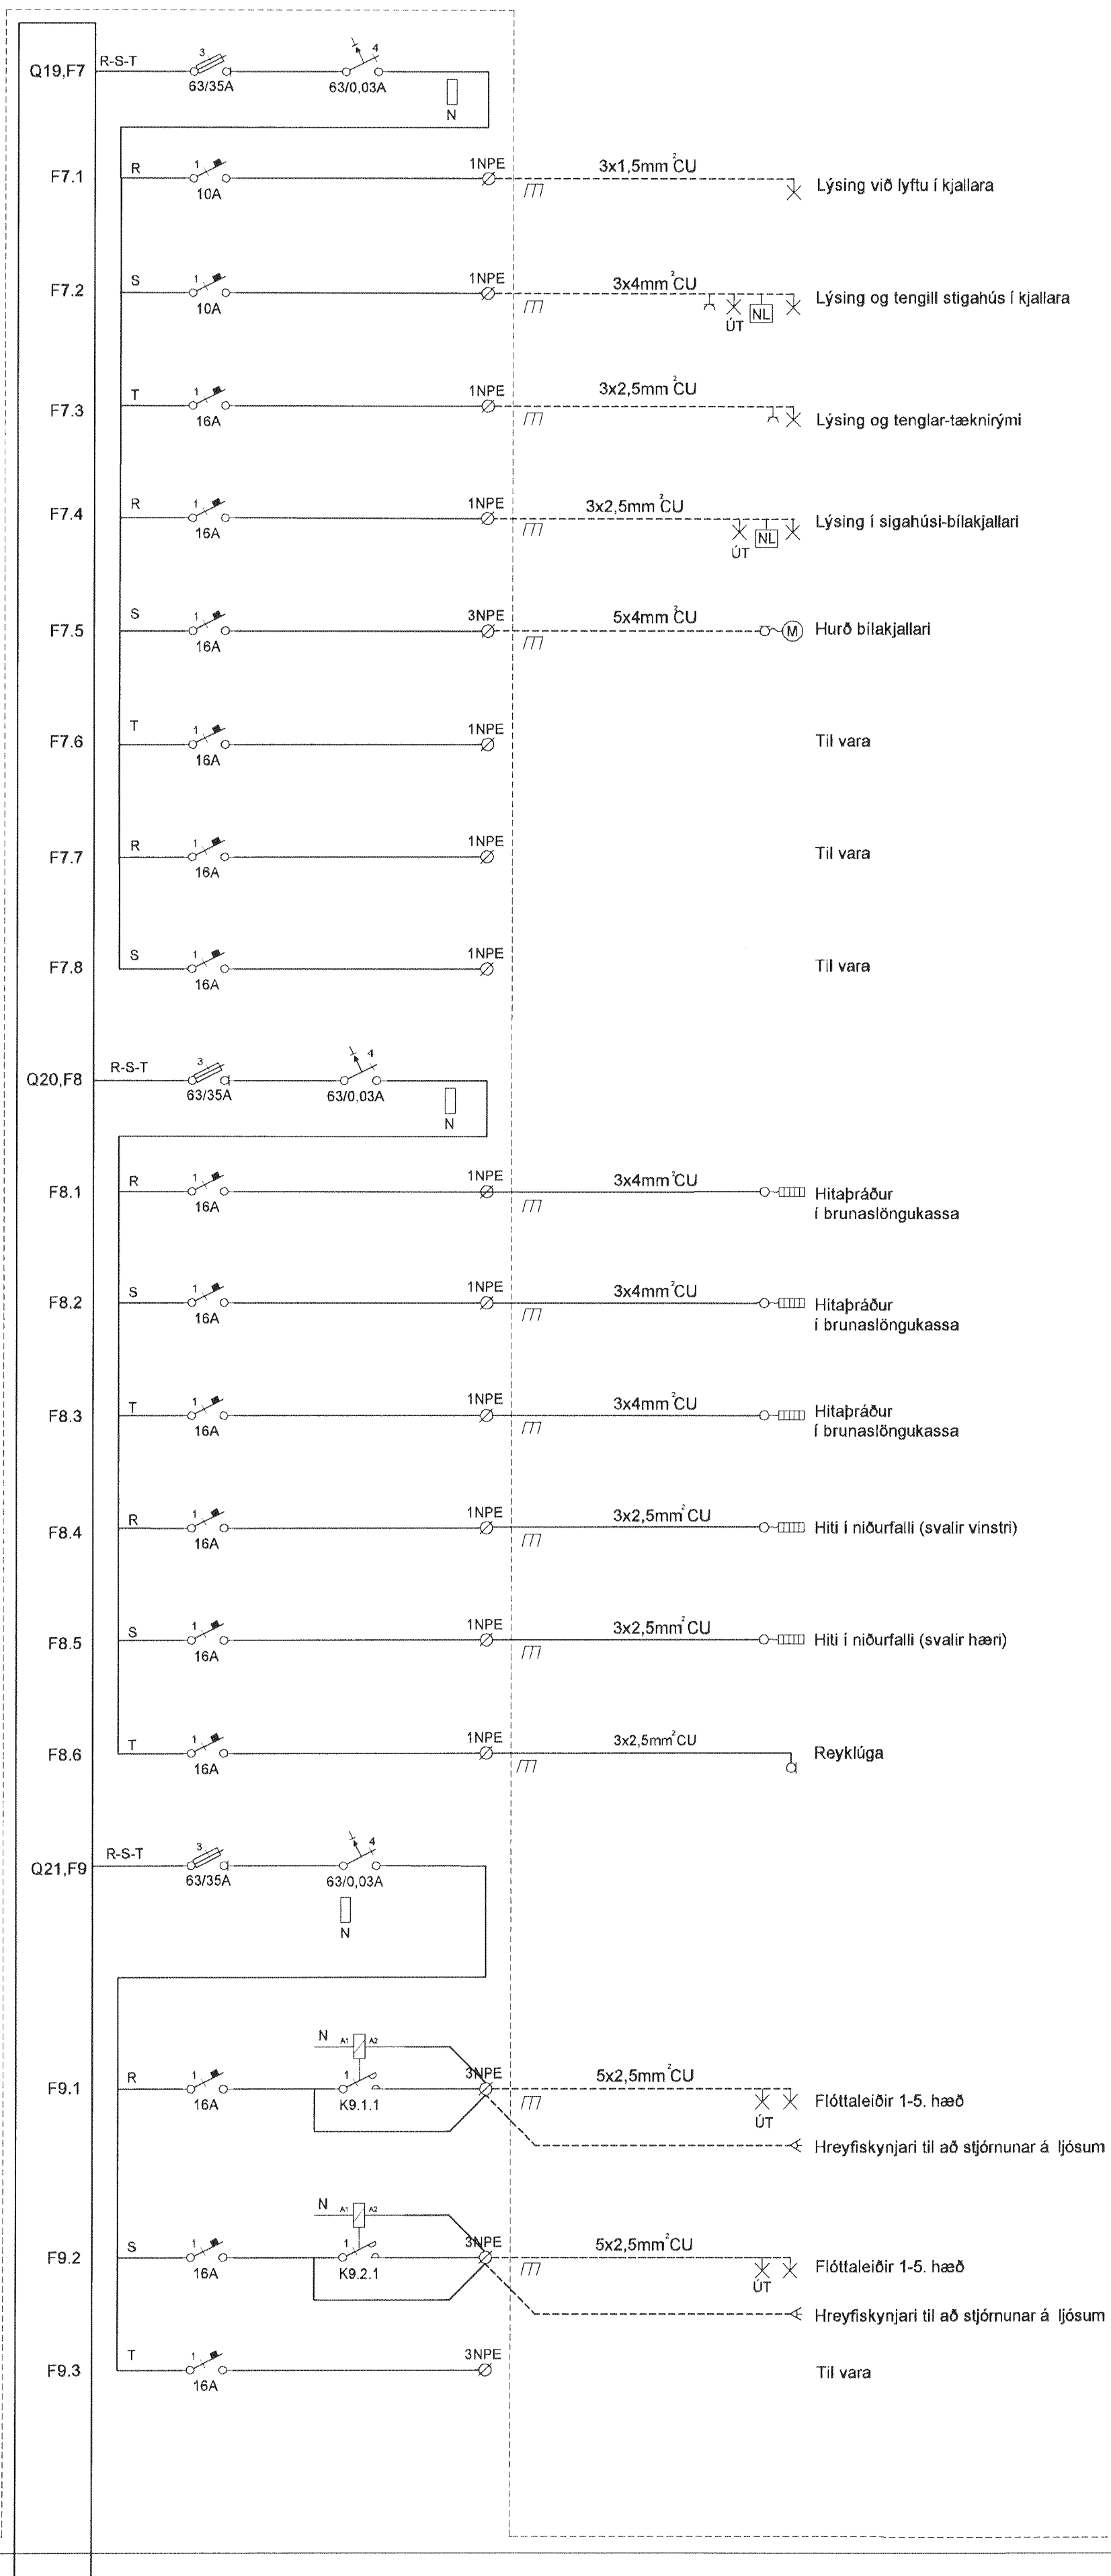 Q19,F7 R-S-T 3 63/35A 4 63/0,03A N
F7.1 R 1 10A 1NPE 3x1,5mm²CU Lýsing við lyftu í kjallara
F7.2 S 1 10A 1NPE 3x4mm²CU ÚT NL Lýsing og tengill stigahús í kjallara
F7.3 T 1 16A 1NPE 3x2,5mm²CU Lýsing og tenglar-tæknirými
F7.4 R 1 16A 1NPE 3x2,5mm²CU ÚT NL Lýsing í sigahúsi-bílakjallari
F7.5 S 1 16A 3NPE 5x4mm²CU M Hurð bílakjallari
F7.6 T 1 16A 1NPE Til vara
F7.7 R 1 16A 1NPE Til vara
F7.8 S 1 16A 1NPE Til vara
Q20,F8 R-S-T 3 63/35A 4 63/0,03A N
F8.1 R 1 16A 1NPE 3x4mm²CU Hitaþráður
í brunaslöngukassa
F8.2 S 1 16A 1NPE 3x4mm²CU Hitaþráður
í brunaslöngukassa
F8.3 T 1 16A 1NPE 3x4mm²CU Hitaþráður
í brunaslöngukassa
F8.4 R 1 16A 1NPE 3x2,5mm²CU Hiti í niðurfalli (svalir vinstri)
F8.5 S 1 16A 1NPE 3x2,5mm²CU Hiti í niðurfalli (svalir hæri)
F8.6 T 1 16A 1NPE 3x2,5mm²CU Reyklúga
Q21,F9 R-S-T 3 63/35A 4 63/0,03A N
N A1 A2
F9.1 R 1 16A 1 K9.1.1 3NPE 5x2,5mm²CU ÚT Flóttaleiðir 1-5. hæð
Hreyfiskynjari til að stjórnunar á ljósum
N A1 A2
F9.2 S 1 16A 1 K9.2.1 3NPE 5x2,5mm²CU ÚT Flóttaleiðir 1-5. hæð
Hreyfiskynjari til að stjórnunar á ljósum
F9.3 T 1 16A 3NPE Til vara